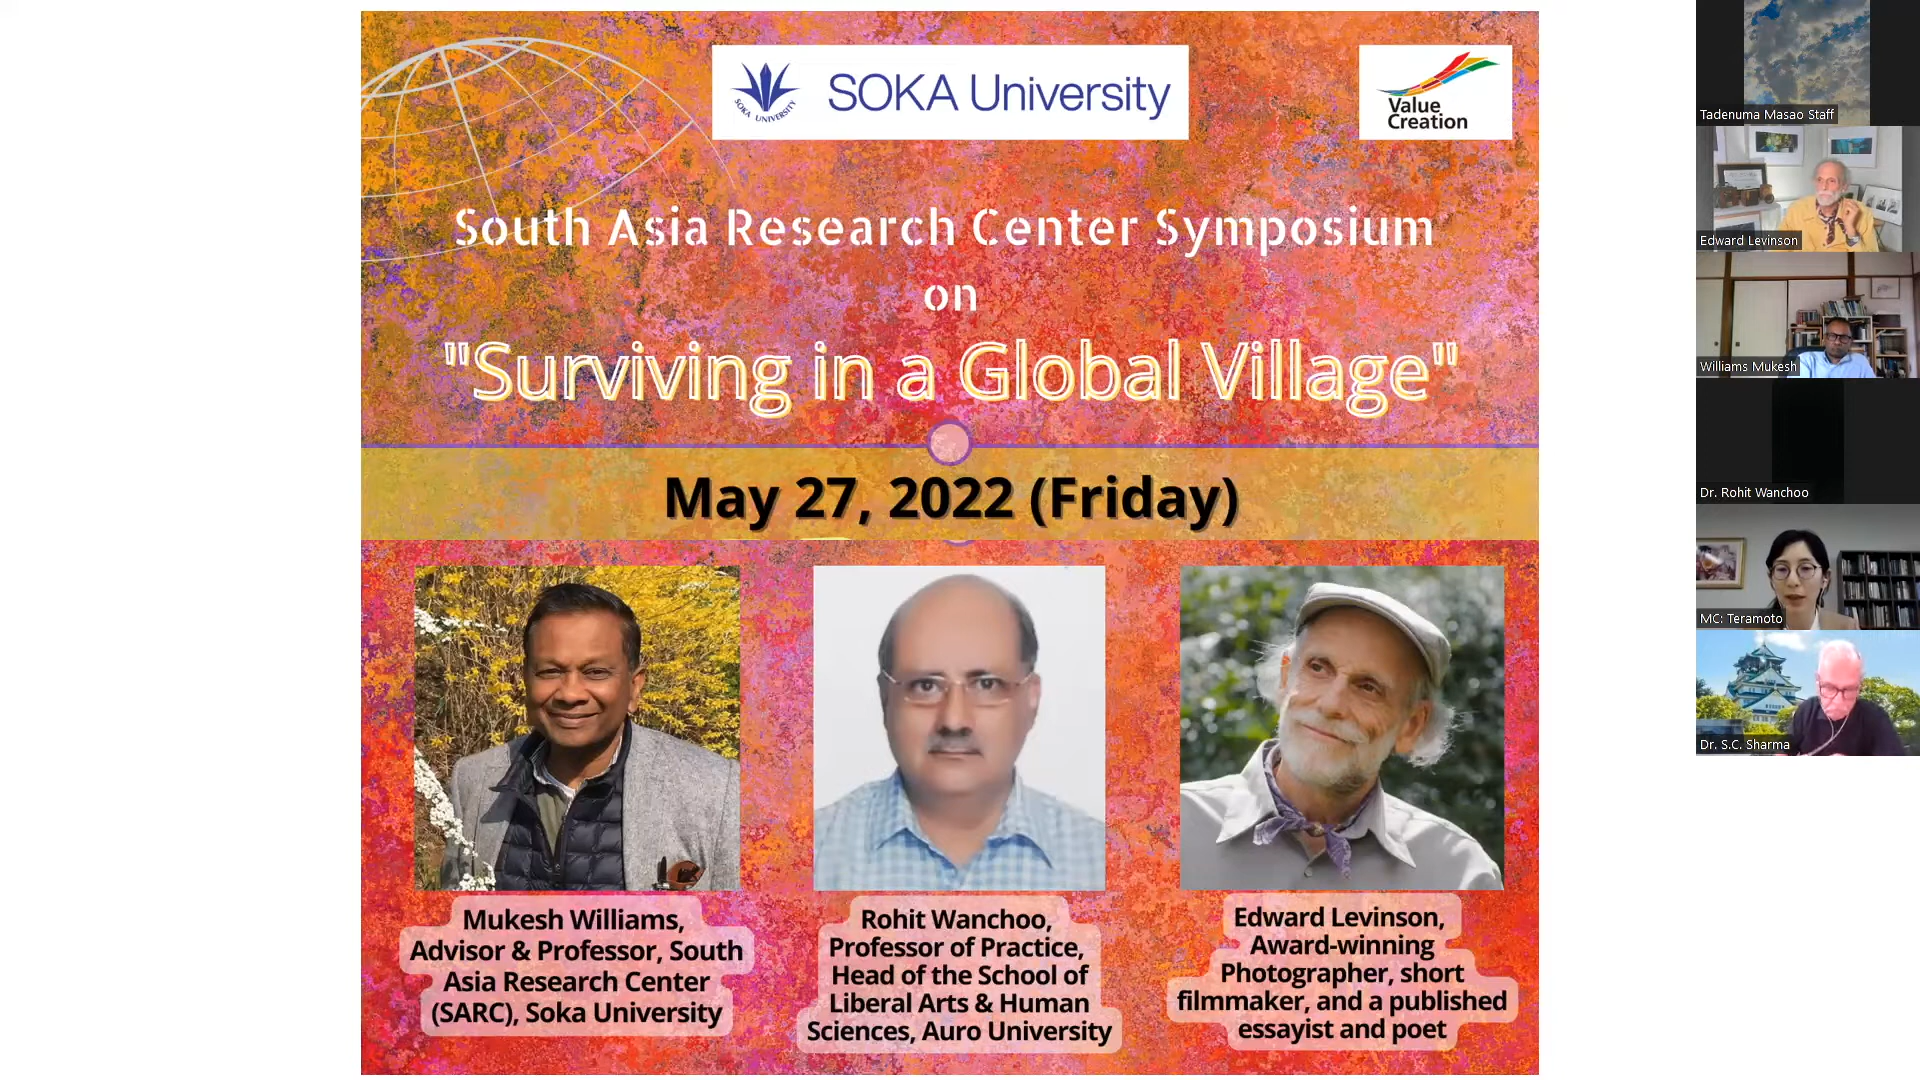 SOKA UNIVERSITY
SOKA University
Value
Creation
South Asia Research Center Symposium
on
"Surviving in a Global Village"
May 27, 2022 (Friday)
Mukesh Williams,
Advisor & Professor, South
Asia Research Center
(SARC), Soka University
Rohit Wanchoo,
Professor of Practice,
Head of the School of
Liberal Arts & Human
Sciences, Auro University
Edward Levinson,
Award-winning
Photographer, short
filmmaker, and a published
essayist and poet
Tadenuma Masao Staff
Edward Levinson
Williams Mukesh
Dr. Rohit Wanchoo
MC: Teramoto
Dr. S.C. Sharma